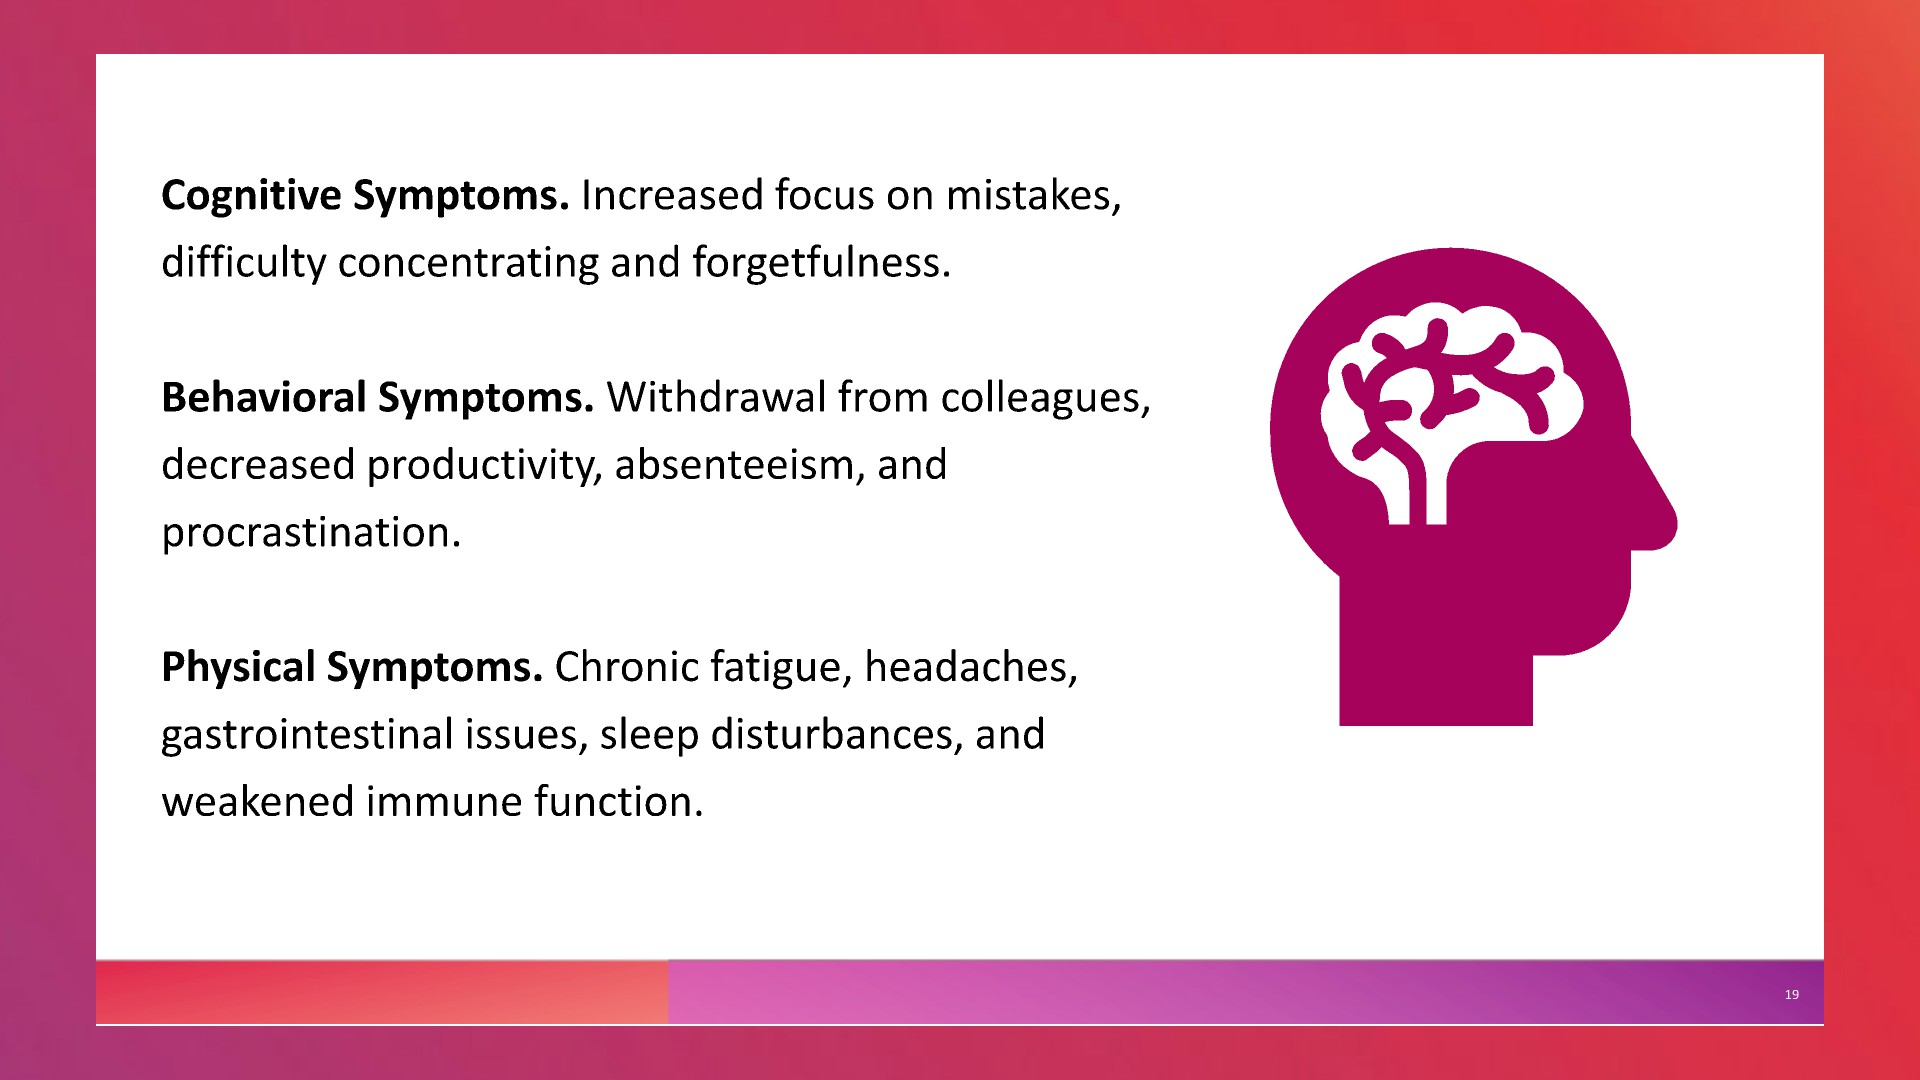 Cognitive Symptoms. Increased focus on mistakes,
difficulty concentrating and forgetfulness.
Behavioral Symptoms. Withdrawal from colleagues,
decreased productivity, absenteeism, and
procrastination.
Physical Symptoms. Chronic fatigue, headaches,
gastrointestinal issues, sleep disturbances, and
weakened immune function.
19